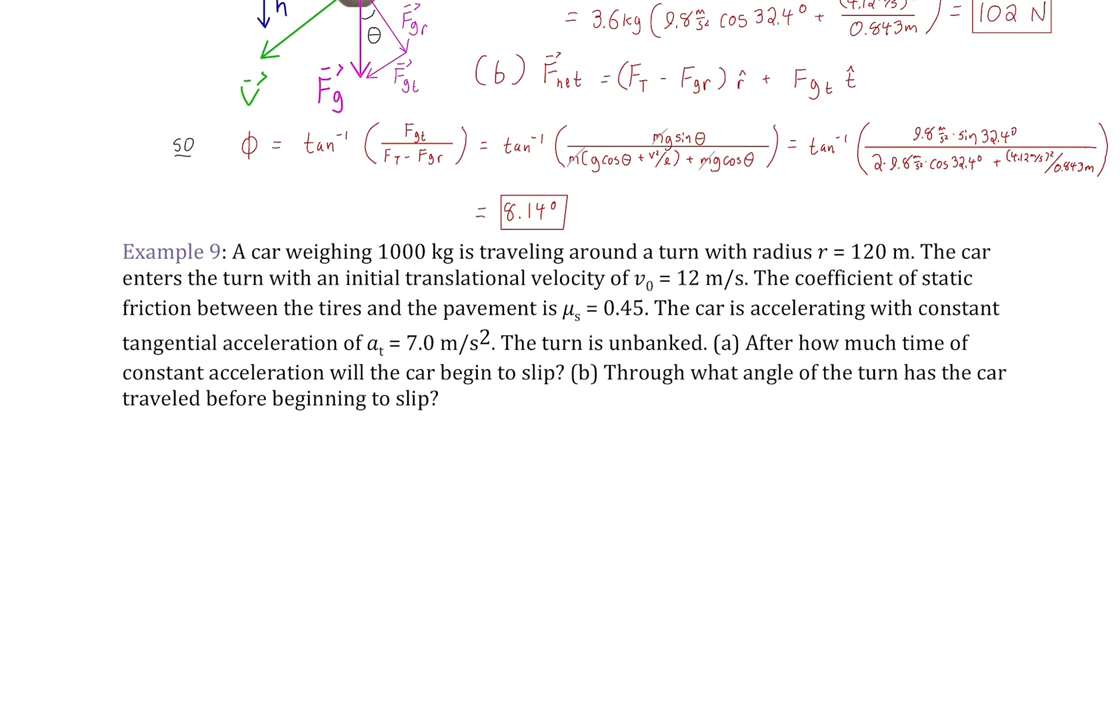 h
F⃗gr
θ
V⃗
F⃗g
F⃗gt
= 3.6kg (9.8 m/s² cos 32.4° + (4.12 m/s)²/0.843m) = 102 N
(b) F⃗net = (FT - Fgr) r̂ + Fgt t̂
so ϕ = tan⁻¹ (Fgt / (FT - Fgr)) = tan⁻¹ (mg sinθ / (m(g cosθ + v²/l) + mg cosθ)) = tan⁻¹ (9.8 m/s² · sin 32.4° / (2 · 9.8 m/s² · cos 32.4° + (4.12 m/s)²/0.843m))
= 8.14°
Example 9: A car weighing 1000 kg is traveling around a turn with radius r = 120 m. The car
enters the turn with an initial translational velocity of v₀ = 12 m/s. The coefficient of static
friction between the tires and the pavement is μs = 0.45. The car is accelerating with constant
tangential acceleration of at = 7.0 m/s². The turn is unbanked. (a) After how much time of
constant acceleration will the car begin to slip? (b) Through what angle of the turn has the car
traveled before beginning to slip?